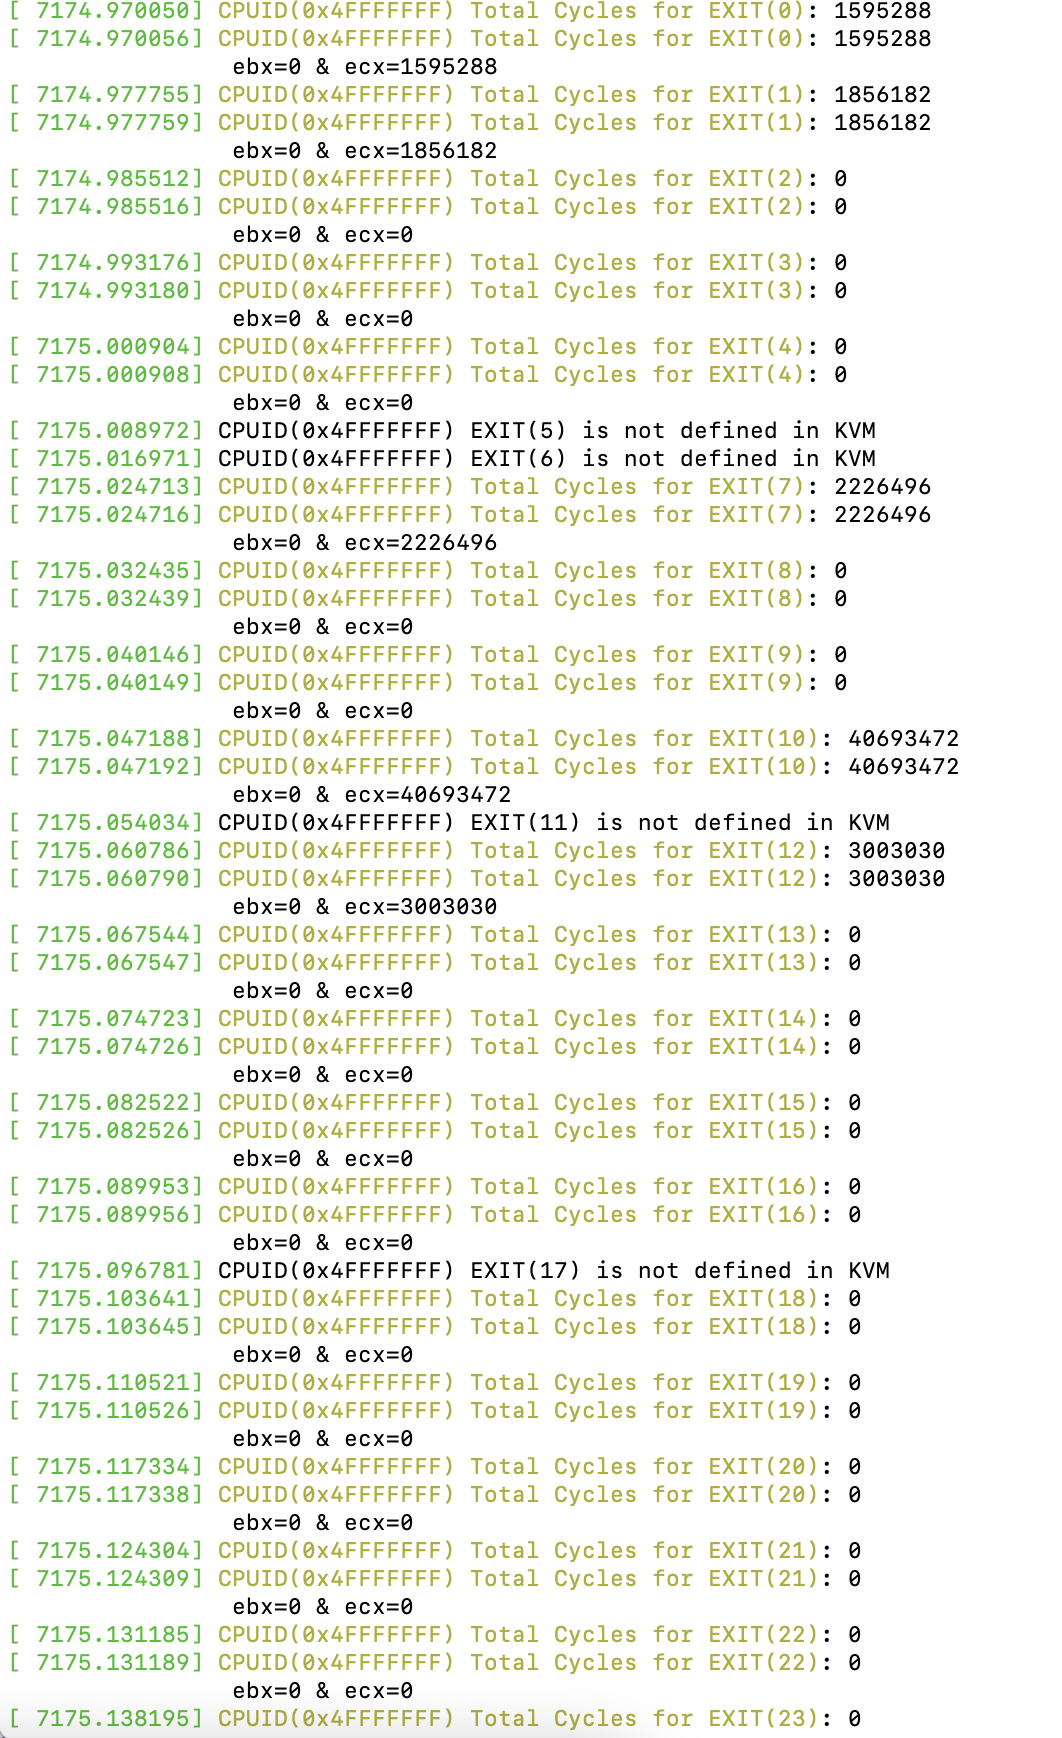 [ 7174.970050] CPUID(0x4FFFFFFF) Total Cycles for EXIT(0): 1595288
[ 7174.970056] CPUID(0x4FFFFFFF) Total Cycles for EXIT(0): 1595288
ebx=0 & ecx=1595288
[ 7174.977755] CPUID(0x4FFFFFFF) Total Cycles for EXIT(1): 1856182
[ 7174.977759] CPUID(0x4FFFFFFF) Total Cycles for EXIT(1): 1856182
ebx=0 & ecx=1856182
[ 7174.985512] CPUID(0x4FFFFFFF) Total Cycles for EXIT(2): 0
[ 7174.985516] CPUID(0x4FFFFFFF) Total Cycles for EXIT(2): 0
ebx=0 & ecx=0
[ 7174.993176] CPUID(0x4FFFFFFF) Total Cycles for EXIT(3): 0
[ 7174.993180] CPUID(0x4FFFFFFF) Total Cycles for EXIT(3): 0
ebx=0 & ecx=0
[ 7175.000904] CPUID(0x4FFFFFFF) Total Cycles for EXIT(4): 0
[ 7175.000908] CPUID(0x4FFFFFFF) Total Cycles for EXIT(4): 0
ebx=0 & ecx=0
[ 7175.008972] CPUID(0x4FFFFFFF) EXIT(5) is not defined in KVM
[ 7175.016971] CPUID(0x4FFFFFFF) EXIT(6) is not defined in KVM
[ 7175.024713] CPUID(0x4FFFFFFF) Total Cycles for EXIT(7): 2226496
[ 7175.024716] CPUID(0x4FFFFFFF) Total Cycles for EXIT(7): 2226496
ebx=0 & ecx=2226496
[ 7175.032435] CPUID(0x4FFFFFFF) Total Cycles for EXIT(8): 0
[ 7175.032439] CPUID(0x4FFFFFFF) Total Cycles for EXIT(8): 0
ebx=0 & ecx=0
[ 7175.040146] CPUID(0x4FFFFFFF) Total Cycles for EXIT(9): 0
[ 7175.040149] CPUID(0x4FFFFFFF) Total Cycles for EXIT(9): 0
ebx=0 & ecx=0
[ 7175.047188] CPUID(0x4FFFFFFF) Total Cycles for EXIT(10): 40693472
[ 7175.047192] CPUID(0x4FFFFFFF) Total Cycles for EXIT(10): 40693472
ebx=0 & ecx=40693472
[ 7175.054034] CPUID(0x4FFFFFFF) EXIT(11) is not defined in KVM
[ 7175.060786] CPUID(0x4FFFFFFF) Total Cycles for EXIT(12): 3003030
[ 7175.060790] CPUID(0x4FFFFFFF) Total Cycles for EXIT(12): 3003030
ebx=0 & ecx=3003030
[ 7175.067544] CPUID(0x4FFFFFFF) Total Cycles for EXIT(13): 0
[ 7175.067547] CPUID(0x4FFFFFFF) Total Cycles for EXIT(13): 0
ebx=0 & ecx=0
[ 7175.074723] CPUID(0x4FFFFFFF) Total Cycles for EXIT(14): 0
[ 7175.074726] CPUID(0x4FFFFFFF) Total Cycles for EXIT(14): 0
ebx=0 & ecx=0
[ 7175.082522] CPUID(0x4FFFFFFF) Total Cycles for EXIT(15): 0
[ 7175.082526] CPUID(0x4FFFFFFF) Total Cycles for EXIT(15): 0
ebx=0 & ecx=0
[ 7175.089953] CPUID(0x4FFFFFFF) Total Cycles for EXIT(16): 0
[ 7175.089956] CPUID(0x4FFFFFFF) Total Cycles for EXIT(16): 0
ebx=0 & ecx=0
[ 7175.096781] CPUID(0x4FFFFFFF) EXIT(17) is not defined in KVM
[ 7175.103641] CPUID(0x4FFFFFFF) Total Cycles for EXIT(18): 0
[ 7175.103645] CPUID(0x4FFFFFFF) Total Cycles for EXIT(18): 0
ebx=0 & ecx=0
[ 7175.110521] CPUID(0x4FFFFFFF) Total Cycles for EXIT(19): 0
[ 7175.110526] CPUID(0x4FFFFFFF) Total Cycles for EXIT(19): 0
ebx=0 & ecx=0
[ 7175.117334] CPUID(0x4FFFFFFF) Total Cycles for EXIT(20): 0
[ 7175.117338] CPUID(0x4FFFFFFF) Total Cycles for EXIT(20): 0
ebx=0 & ecx=0
[ 7175.124304] CPUID(0x4FFFFFFF) Total Cycles for EXIT(21): 0
[ 7175.124309] CPUID(0x4FFFFFFF) Total Cycles for EXIT(21): 0
ebx=0 & ecx=0
[ 7175.131185] CPUID(0x4FFFFFFF) Total Cycles for EXIT(22): 0
[ 7175.131189] CPUID(0x4FFFFFFF) Total Cycles for EXIT(22): 0
ebx=0 & ecx=0
[ 7175.138195] CPUID(0x4FFFFFFF) Total Cycles for EXIT(23): 0